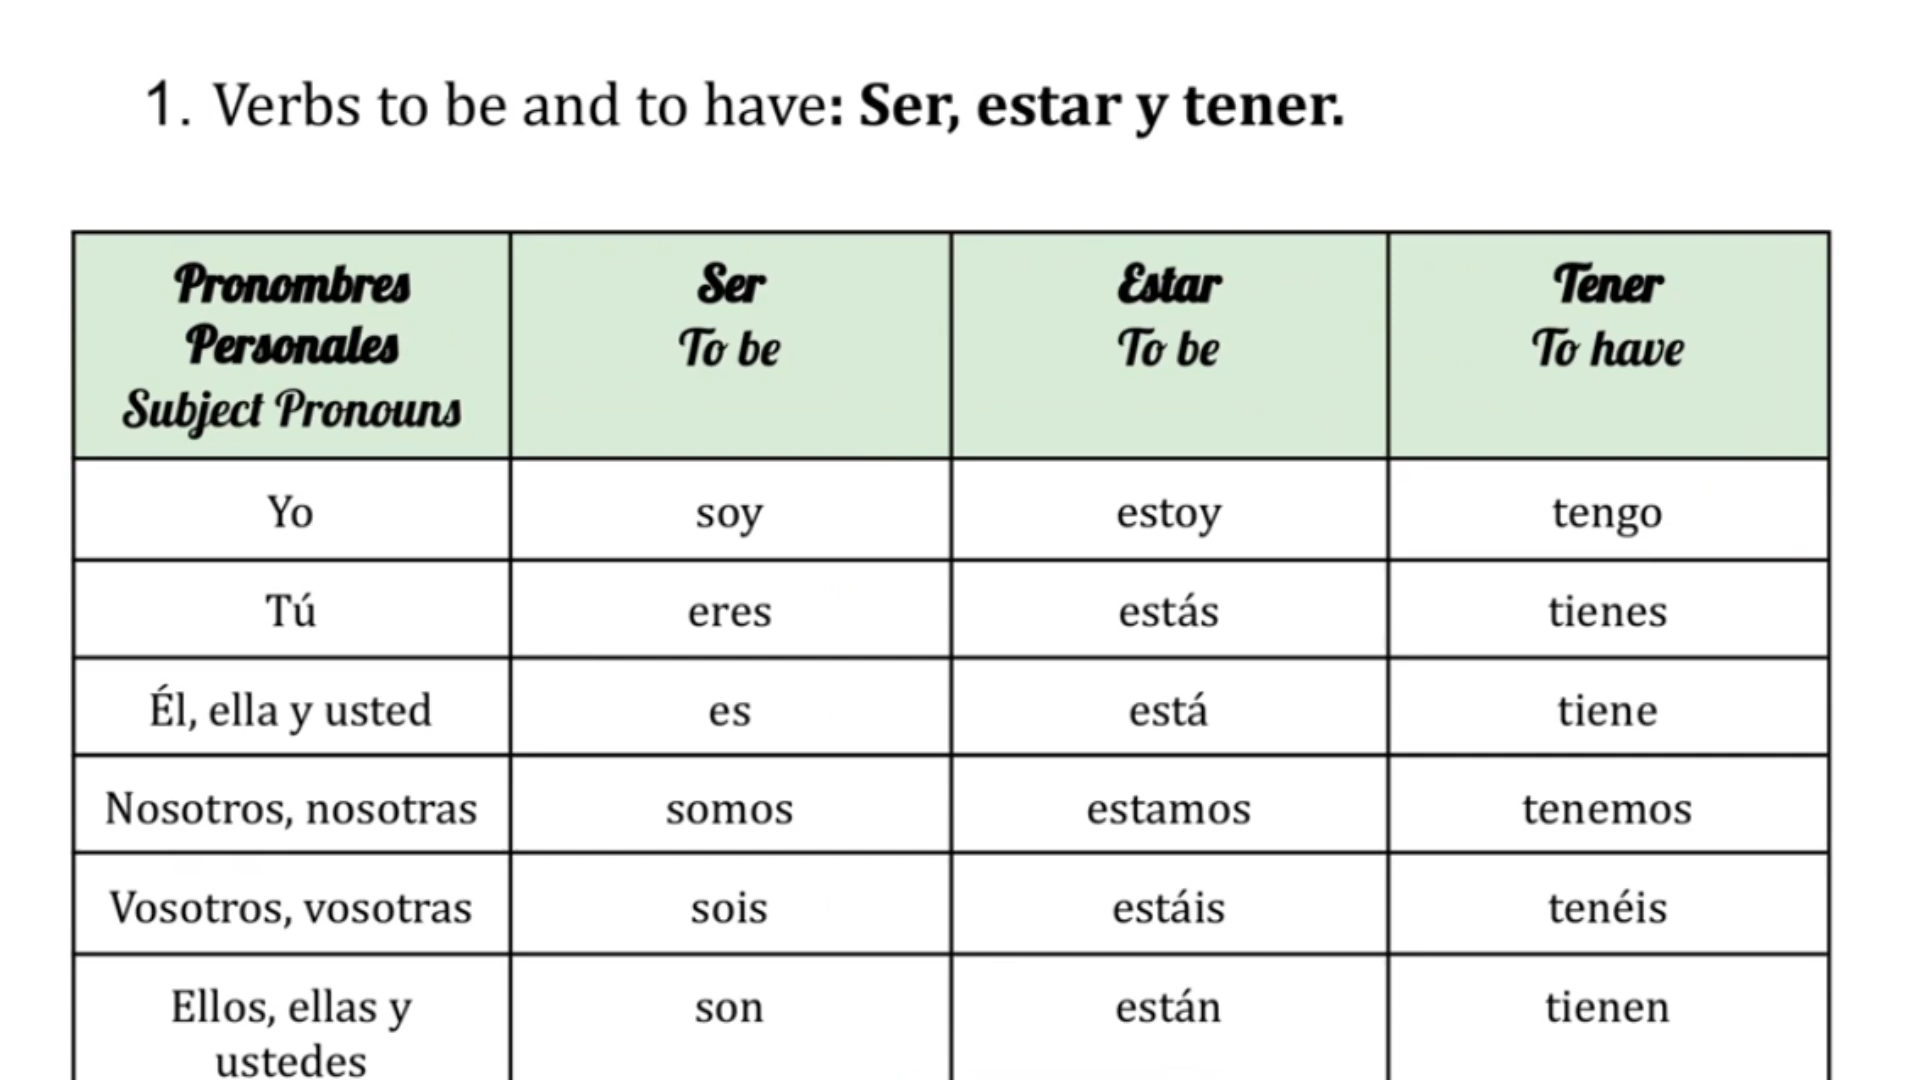 1. Verbs to be and to have: Ser, estar y tener.
Pronombres
Personales
Subject Pronouns
Ser
To be
Estar
To be
Tener
To have
Yo
soy
estoy
tengo
Tú
eres
estás
tienes
Él, ella y usted
es
está
tiene
Nosotros, nosotras
somos
estamos
tenemos
Vosotros, vosotras
sois
estáis
tenéis
Ellos, ellas y
ustedes
son
están
tienen